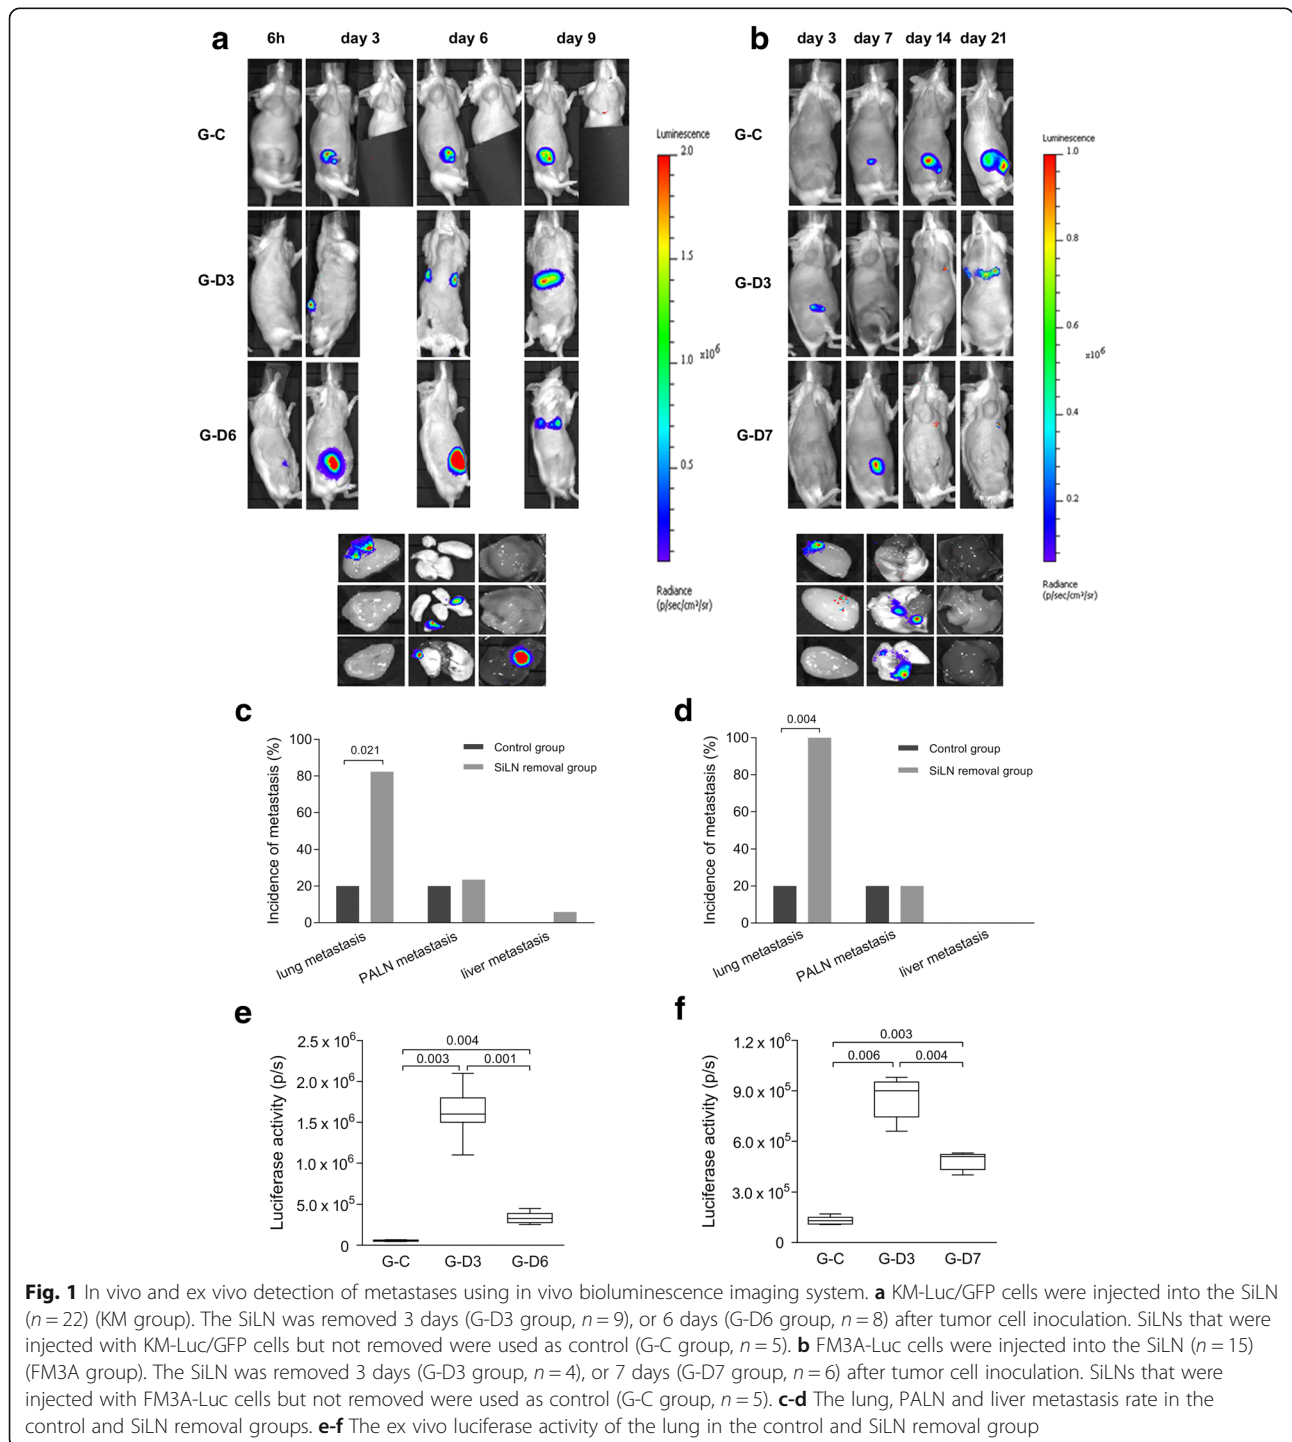 a
6h day 3 day 6 day 9
G-C
G-D3
G-D6
Luminescence
2.0
1.5
1.0
x10⁶
0.5
Radiance
(p/sec/cm²/sr)
b
day 3 day 7 day 14 day 21
G-C
G-D3
G-D7
Luminescence
1.0
0.8
0.6
x10⁶
0.4
0.2
Radiance
(p/sec/cm²/sr)
c
Incidence of metastasis (%)
100
80
60
40
20
0
0.021
Control group
SiLN removal group
lung metastasis
PALN metastasis
liver metastasis
d
Incidence of metastasis (%)
100
80
60
40
20
0
0.004
Control group
SiLN removal group
lung metastasis
PALN metastasis
liver metastasis
e
Luciferase activity (p/s)
2.5 x 10⁶
2.0 x 10⁶
1.5 x 10⁶
1.0 x 10⁶
5.0 x 10⁵
0
0.004
0.003 0.001
G-C G-D3 G-D6
f
Luciferase activity (p/s)
1.2 x 10⁶
9.0 x 10⁵
6.0 x 10⁵
3.0 x 10⁵
0
0.003
0.006 0.004
G-C G-D3 G-D7
Fig. 1 In vivo and ex vivo detection of metastases using in vivo bioluminescence imaging system. a KM-Luc/GFP cells were injected into the SiLN
(n = 22) (KM group). The SiLN was removed 3 days (G-D3 group, n = 9), or 6 days (G-D6 group, n = 8) after tumor cell inoculation. SiLNs that were
injected with KM-Luc/GFP cells but not removed were used as control (G-C group, n = 5). b FM3A-Luc cells were injected into the SiLN (n = 15)
(FM3A group). The SiLN was removed 3 days (G-D3 group, n = 4), or 7 days (G-D7 group, n = 6) after tumor cell inoculation. SiLNs that were
injected with FM3A-Luc cells but not removed were used as control (G-C group, n = 5). c-d The lung, PALN and liver metastasis rate in the
control and SiLN removal groups. e-f The ex vivo luciferase activity of the lung in the control and SiLN removal group